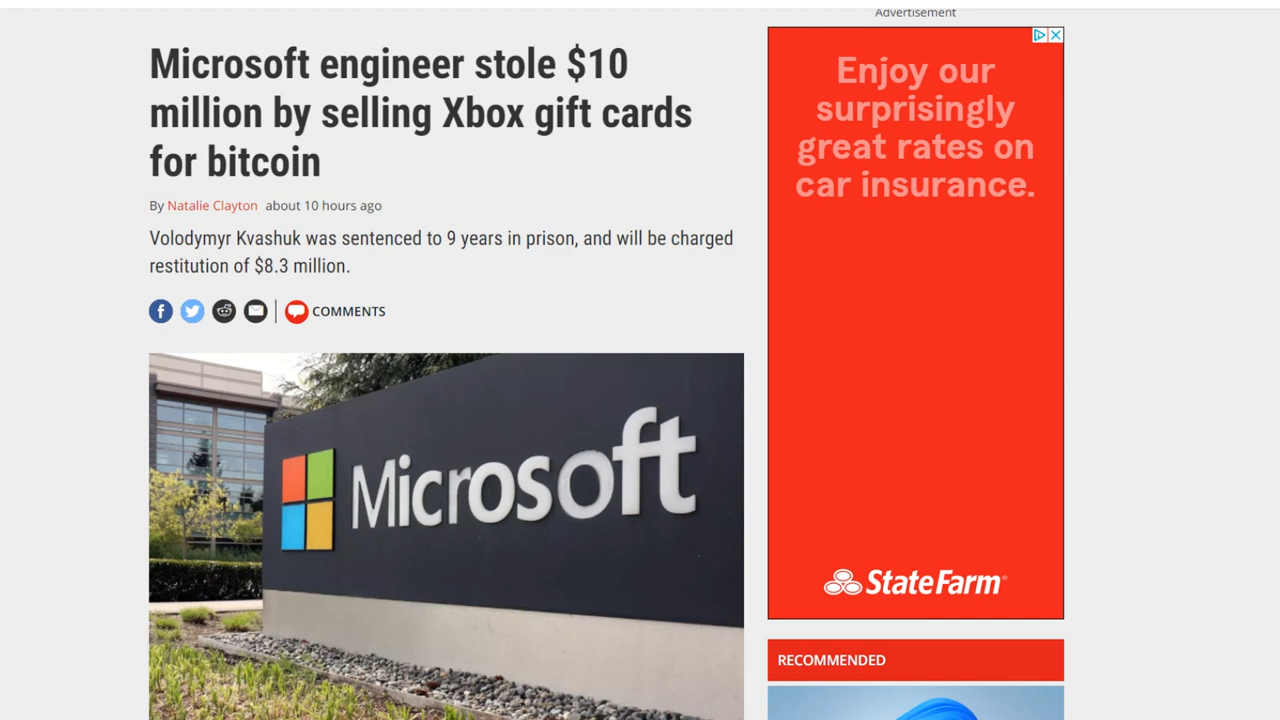 Advertisement
Microsoft engineer stole $10
million by selling Xbox gift cards
for bitcoin
By Natalie Clayton about 10 hours ago
Volodymyr Kvashuk was sentenced to 9 years in prison, and will be charged
restitution of $8.3 million.
COMMENTS
Microsoft
Enjoy our
surprisingly
great rates on
car insurance.
StateFarm®
RECOMMENDED